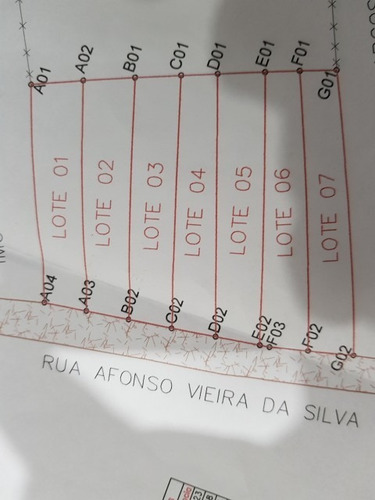 A01
A02
B01
C01
D01
E01
F01
G01
LOTE 01
LOTE 02
LOTE 03
LOTE 04
LOTE 05
LOTE 06
LOTE 07
A04
A03
B02
C02
D02
E02
F03
F02
G02
RUA AFONSO VIEIRA DA SILVA